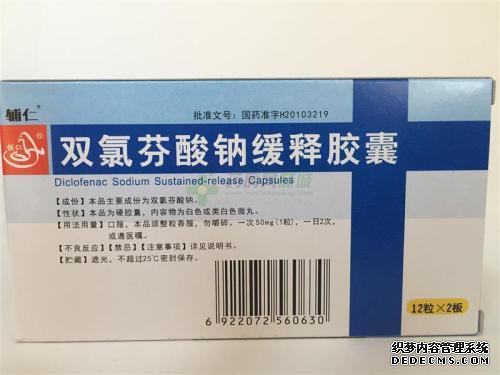 辅仁®
批准文号：国药准字H20103219
辅仁
双氯芬酸钠缓释胶囊
Diclofenac Sodium Sustained-release Capsules
【成份】本品主要成份为双氯芬酸钠。
【性状】本品为硬胶囊，内容物为白色或类白色微丸。
【用法用量】口服，本品须整粒吞服，勿嚼碎。一次50mg(1粒)，一日2次，
或遵医嘱。
【不良反应】【禁忌】【注意事项】详见说明书。
【贮藏】遮光，不超过25℃密封保存。
6 922072 560630
12粒×2板
织梦内容管理系统
DEDECMS.COM